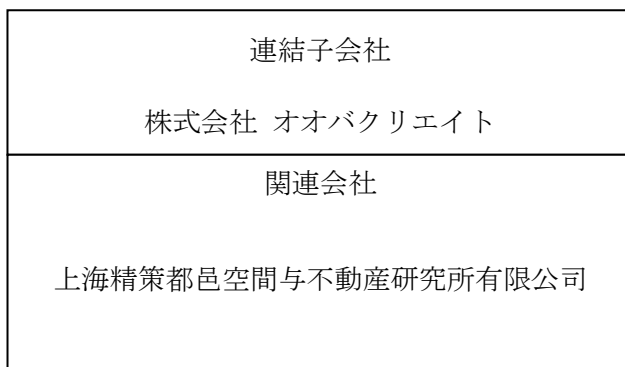 連結子会社
株式会社 オオバクリエイト
関連会社
上海精策都邑空間与不動産研究所有限公司